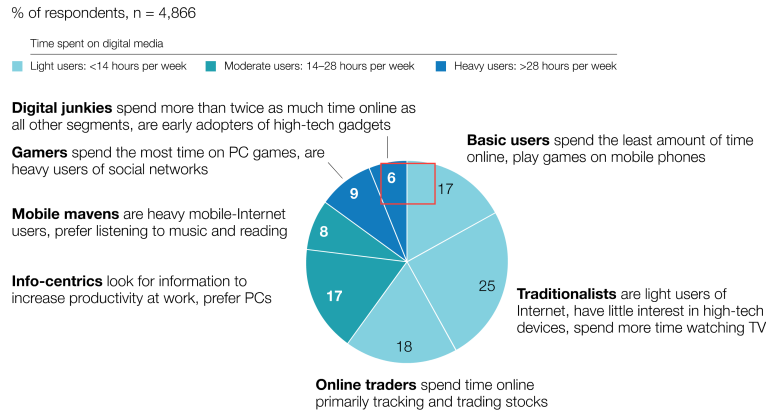 % of respondents, n = 4,866
Time spent on digital media
Light users: <14 hours per week
Moderate users: 14–28 hours per week
Heavy users: >28 hours per week
Digital junkies spend more than twice as much time online as
all other segments, are early adopters of high-tech gadgets
Gamers spend the most time on PC games, are
heavy users of social networks
Mobile mavens are heavy mobile-Internet
users, prefer listening to music and reading
Info-centrics look for information to
increase productivity at work, prefer PCs
Basic users spend the least amount of time
online, play games on mobile phones
Traditionalists are light users of
Internet, have little interest in high-tech
devices, spend more time watching TV
Online traders spend time online
primarily tracking and trading stocks
6
17
9
8
17
25
18